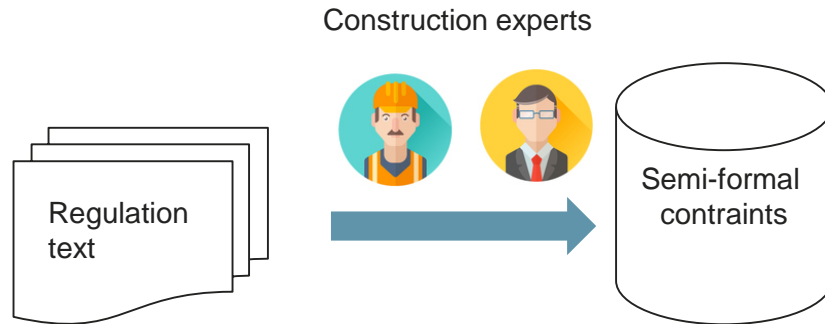 Construction experts
Regulation
text
Semi-formal
contraints